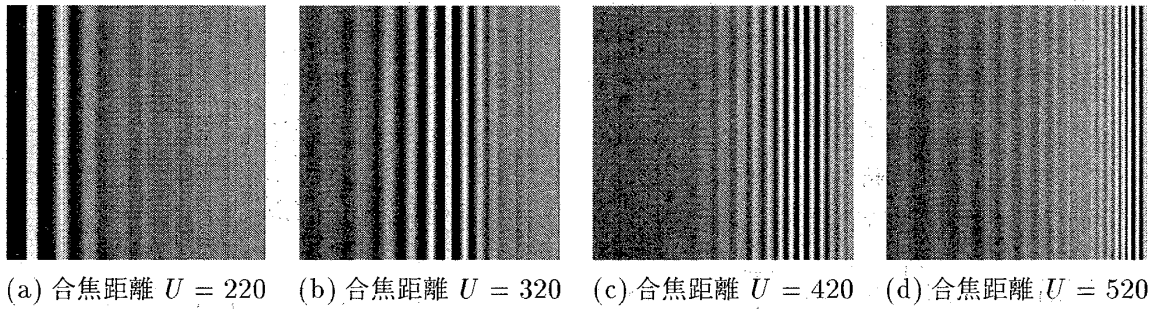 (a) 合焦距離 U = 220 (b) 合焦距離 U = 320 (c) 合焦距離 U = 420 (d) 合焦距離 U = 520